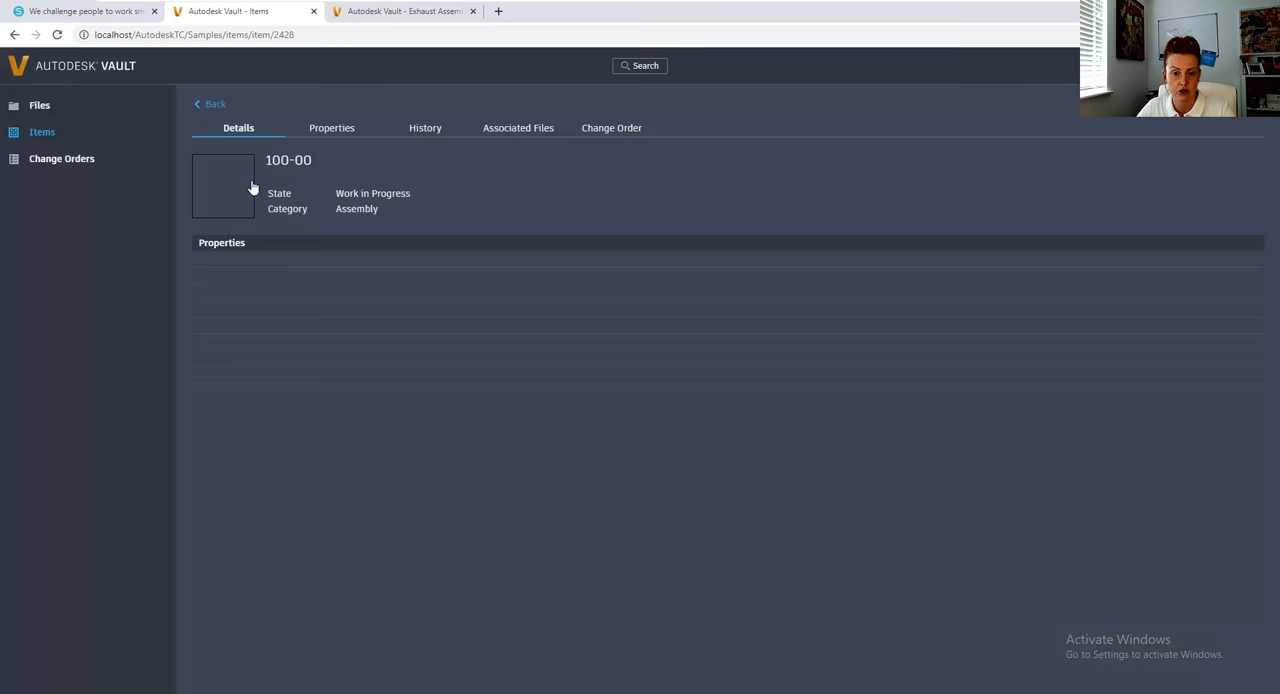 We challenge people to work sm
Autodesk Vault - Items
Autodesk Vault - Exhaust Assem
localhost/AutodeskTC/Samples/items/item/2428
AUTODESK® VAULT
Search
Files
Items
Change Orders
Back
Details
Properties
History
Associated Files
Change Order
100-00
State
Work in Progress
Category
Assembly
Properties
Activate Windows
Go to Settings to activate Windows.